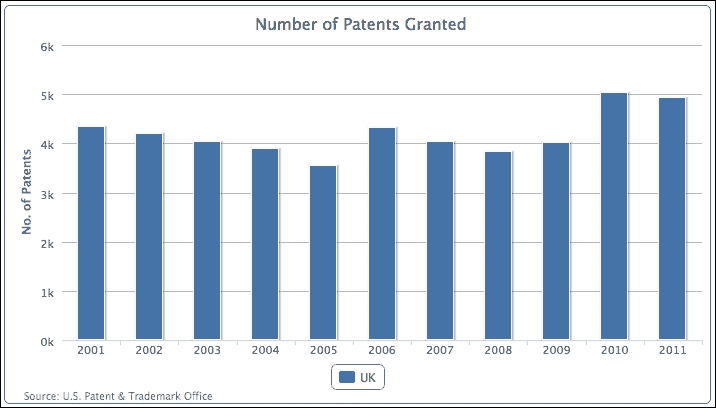 Number of Patents Granted
6k
5k
4k
3k
2k
1k
0k
No. of Patents
2001 2002 2003 2004 2005 2006 2007 2008 2009 2010 2011
UK
Source: U.S. Patent & Trademark Office